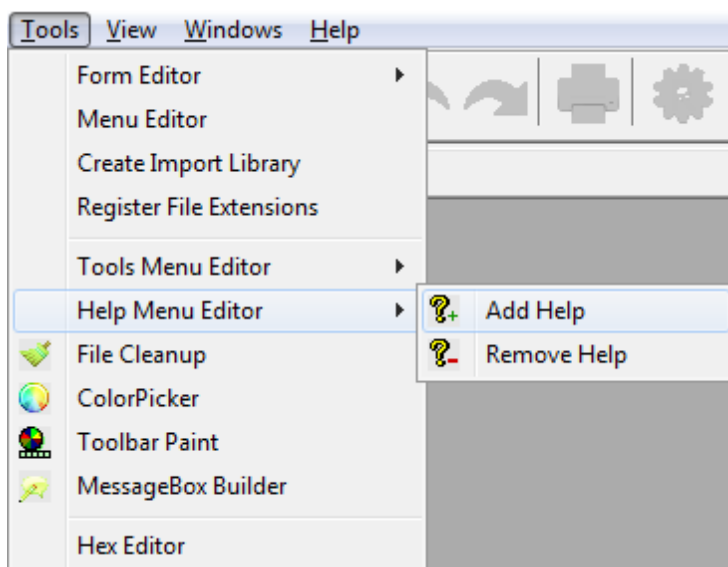 Tools View Windows Help
Form Editor
Menu Editor
Create Import Library
Register File Extensions
Tools Menu Editor
Help Menu Editor
Add Help
File Cleanup
Remove Help
ColorPicker
Toolbar Paint
MessageBox Builder
Hex Editor